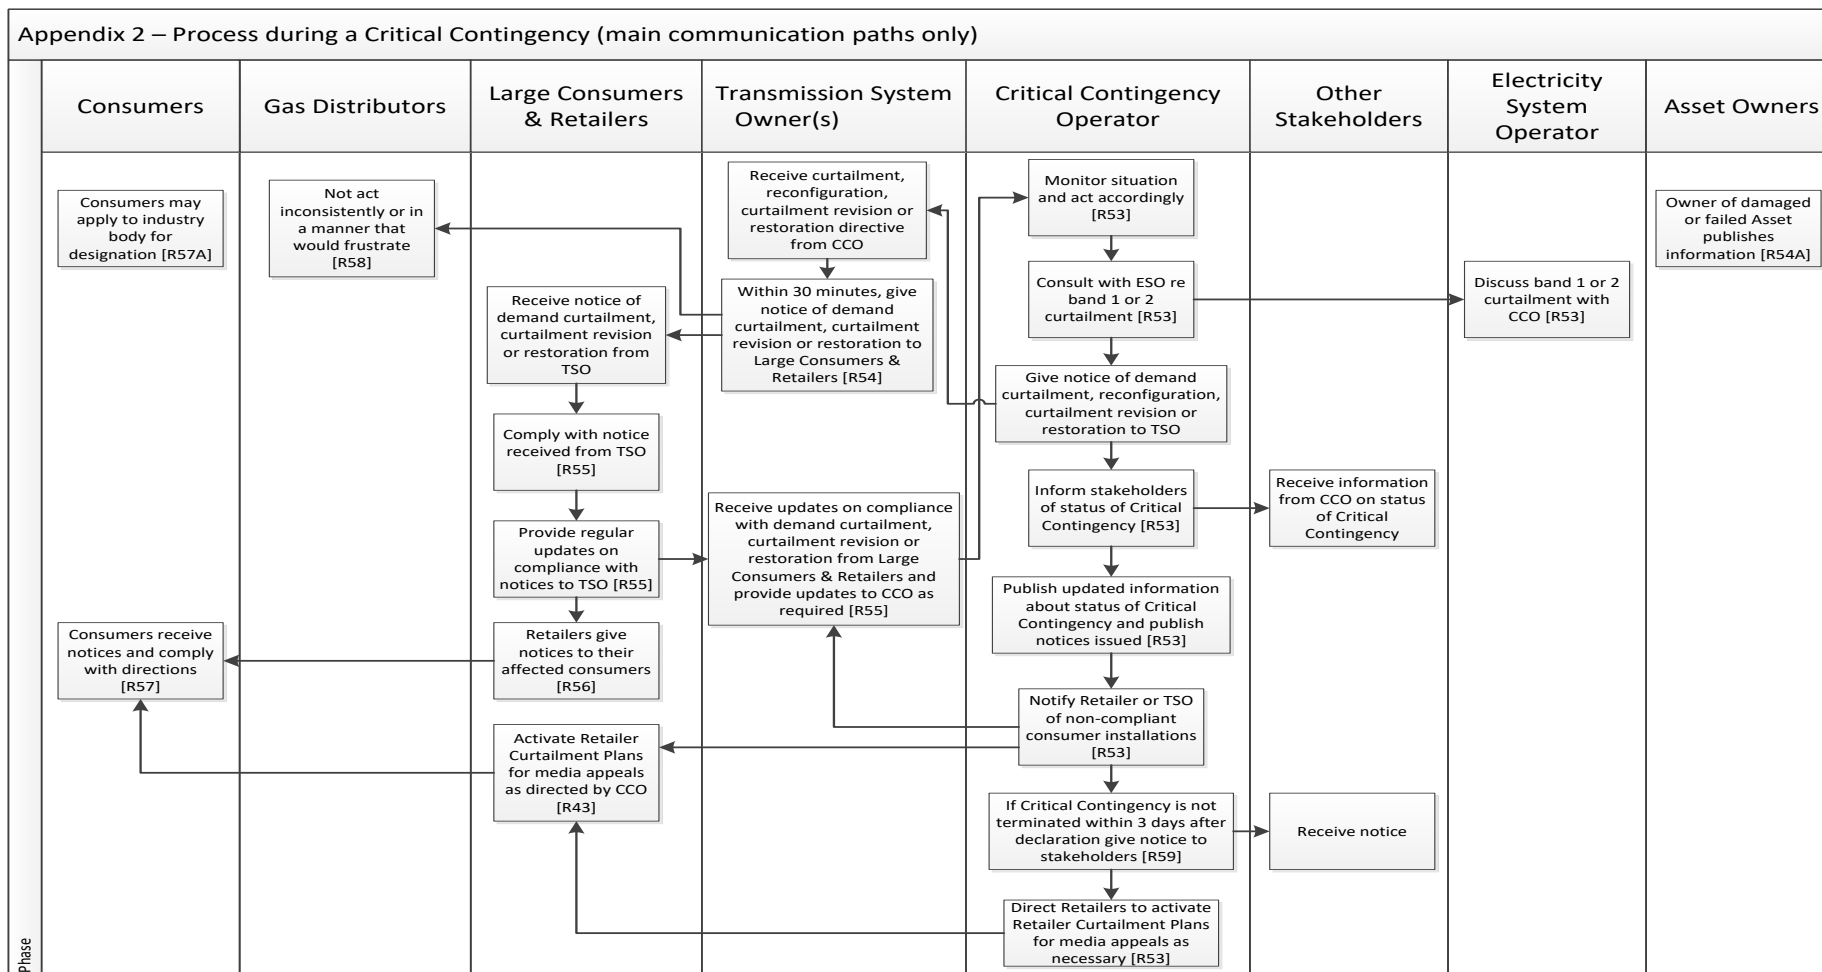 Appendix 2 – Process during a Critical Contingency (main communication paths only)
Phase
Consumers
Gas Distributors
Large Consumers
& Retailers
Transmission System
Owner(s)
Critical Contingency
Operator
Other
Stakeholders
Electricity
System
Operator
Asset Owners
Consumers may
apply to industry
body for
designation [R57A]
Consumers receive
notices and comply
with directions
[R57]
Not act
inconsistently or in
a manner that
would frustrate
[R58]
Receive notice of
demand curtailment,
curtailment revision
or restoration from
TSO
Comply with notice
received from TSO
[R55]
Provide regular
updates on
compliance with
notices to TSO [R55]
Retailers give
notices to their
affected consumers
[R56]
Activate Retailer
Curtailment Plans
for media appeals
as directed by CCO
[R43]
Receive curtailment,
reconfiguration,
curtailment revision or
restoration directive
from CCO
Within 30 minutes, give
notice of demand
curtailment, curtailment
revision or restoration to
Large Consumers &
Retailers [R54]
Receive updates on compliance
with demand curtailment,
curtailment revision or
restoration from Large
Consumers & Retailers and
provide updates to CCO as
required [R55]
Monitor situation
and act accordingly
[R53]
Consult with ESO re
band 1 or 2
curtailment [R53]
Give notice of demand
curtailment, reconfiguration,
curtailment revision or
restoration to TSO
Inform stakeholders
of status of Critical
Contingency [R53]
Publish updated information
about status of Critical
Contingency and publish
notices issued [R53]
Notify Retailer or TSO
of non-compliant
consumer installations
[R53]
If Critical Contingency is not
terminated within 3 days after
declaration give notice to
stakeholders [R59]
Direct Retailers to activate
Retailer Curtailment Plans
for media appeals as
necessary [R53]
Receive information
from CCO on status
of Critical
Contingency
Receive notice
Discuss band 1 or 2
curtailment with
CCO [R53]
Owner of damaged
or failed Asset
publishes
information [R54A]